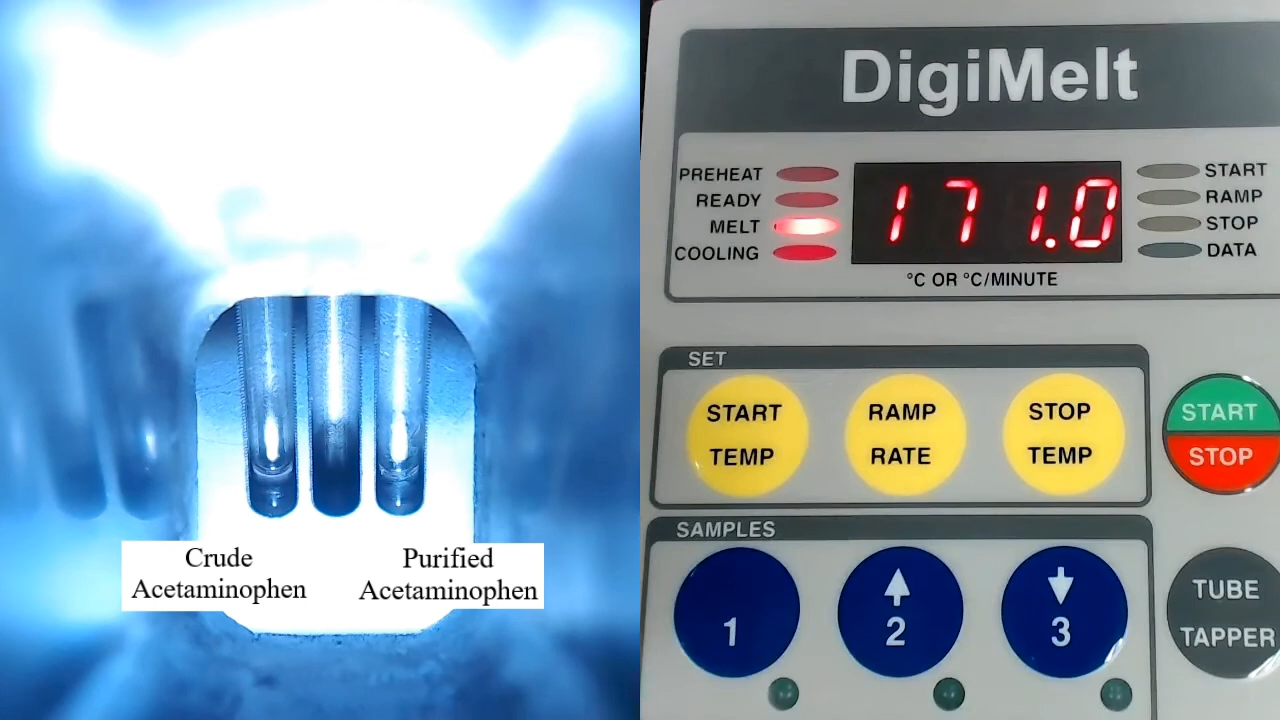 Crude
Acetaminophen
Purified
Acetaminophen
DigiMelt
PREHEAT
READY
MELT
COOLING
171.0
START
RAMP
STOP
DATA
°C OR °C/MINUTE
SET
START
TEMP
RAMP
RATE
STOP
TEMP
START
STOP
SAMPLES
1
2
3
TUBE
TAPPER